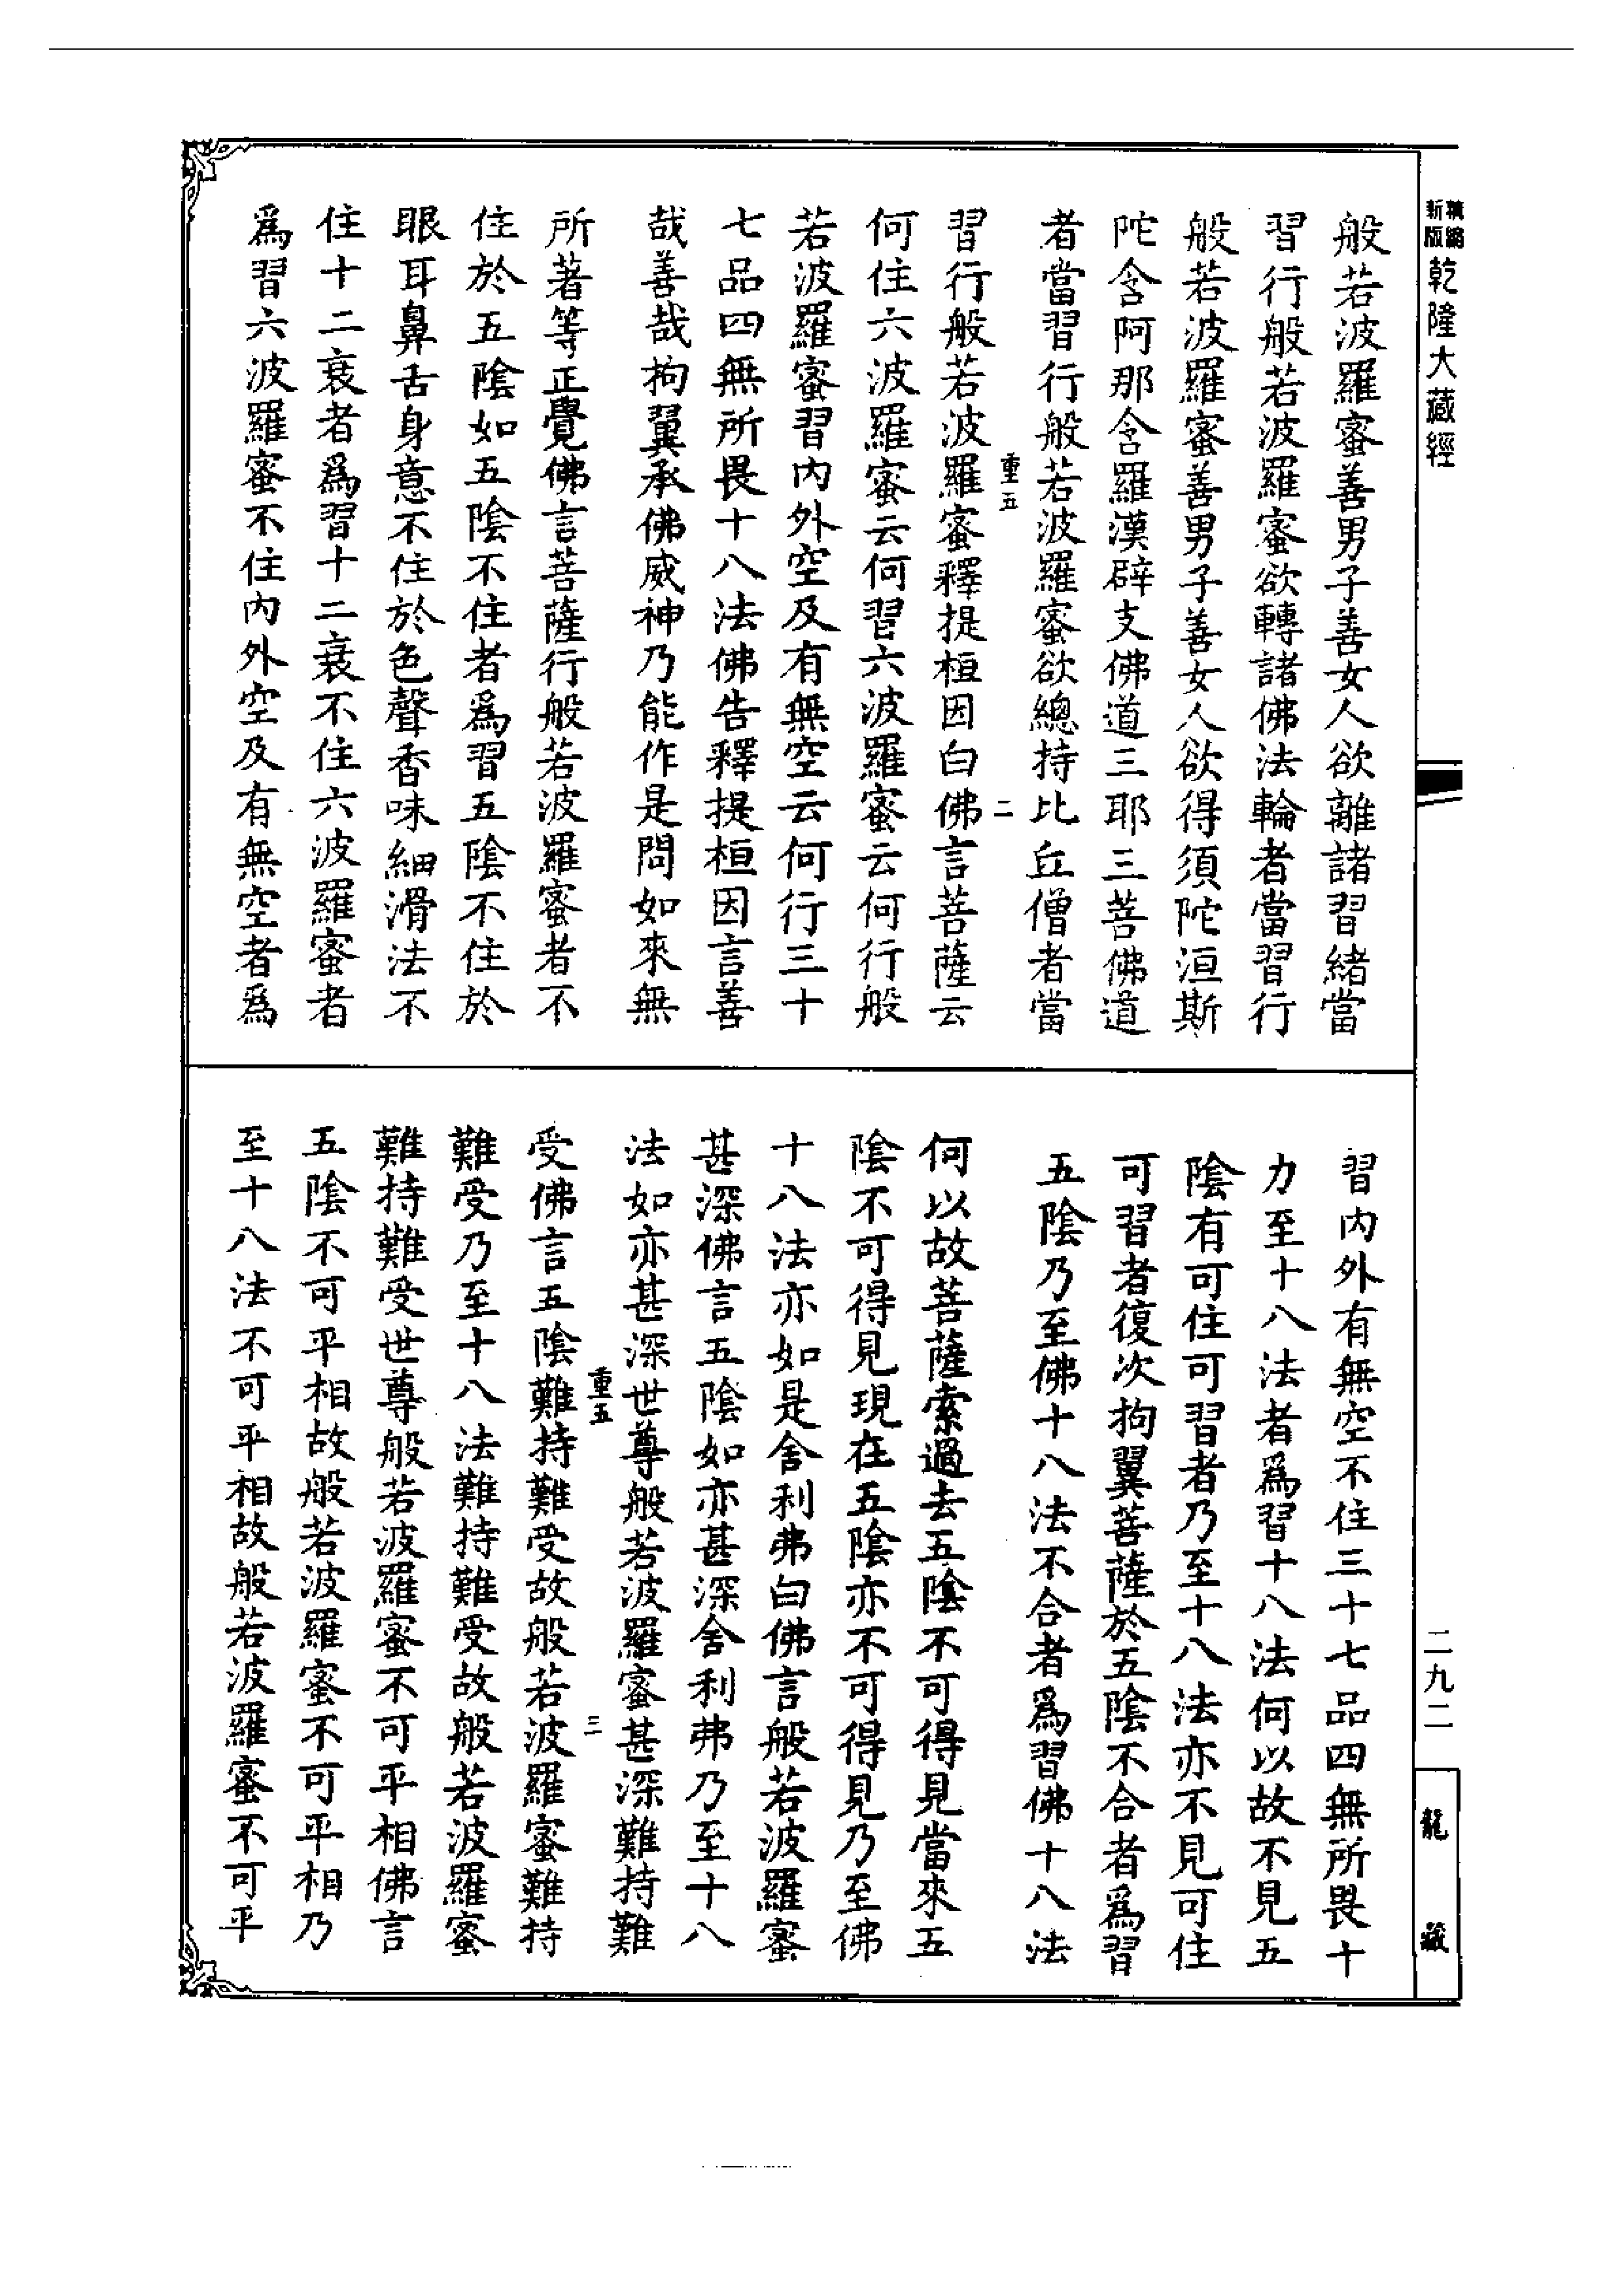 精縮新版乾隆大藏經
般若波羅蜜善男子善女人欲離諸習緒當
習行般若波羅蜜欲轉諸佛法輪者當習行
般若波羅蜜善男子善女人欲得須陀洹斯
陀含阿那含羅漢辟支佛道三耶三菩佛道
者當習行般若波羅蜜欲總持比丘僧者當
重五 二
習行般若波羅蜜釋提桓因白佛言菩薩云
何住六波羅蜜云何習六波羅蜜云何行般
若波羅蜜習內外空及有無空云何行三十
七品四無所畏十八法佛告釋提桓因言善
哉善哉拘翼承佛威神乃能作是問如來無
所著等正覺佛言菩薩行般若波羅蜜者不
住於五陰如五陰不住者為習五陰不住於
眼耳鼻舌身意不住於色聲香味細滑法不
住十二衰者為習十二衰不住六波羅蜜者
為習六波羅蜜不住內外空及有無空者為
習內外有無空不住三十七品四無所畏十
力至十八法者為習十八法何以故不見五
陰有可住可習者乃至十八法亦不見可住
可習者復次拘翼菩薩於五陰不合者為習
五陰乃至佛十八法不合者為習佛十八法
何以故菩薩索過去五陰不可得見當來五
陰不可得見現在五陰亦不可得見乃至佛
十八法亦如是舍利弗白佛言般若波羅蜜
甚深佛言五陰如亦甚深舍利弗乃至十八
法如亦甚深世尊般若波羅蜜甚深難持難
重五 三
受佛言五陰難持難受故般若波羅蜜難持
難受乃至十八法難持難受故般若波羅蜜
難持難受世尊般若波羅蜜不可平相佛言
五陰不可平相故般若波羅蜜不可平相乃
至十八法不可平相故般若波羅蜜不可平
二九二
龍藏